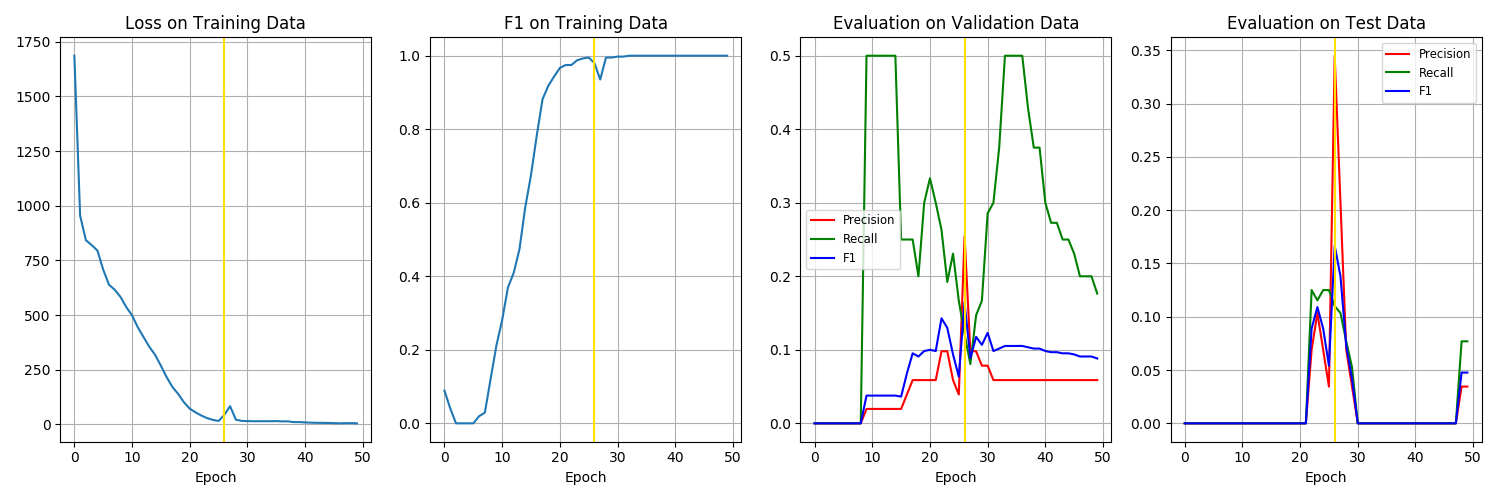 Loss on Training Data
1750
1500
1250
1000
750
500
250
0
0 10 20 30 40 50
Epoch
F1 on Training Data
1.0
0.8
0.6
0.4
0.2
0.0
0 10 20 30 40 50
Epoch
Evaluation on Validation Data
0.5
0.4
0.3
0.2
0.1
0.0
Precision
Recall
F1
0 10 20 30 40 50
Epoch
Evaluation on Test Data
0.35
0.30
0.25
0.20
0.15
0.10
0.05
0.00
Precision
Recall
F1
0 10 20 30 40 50
Epoch